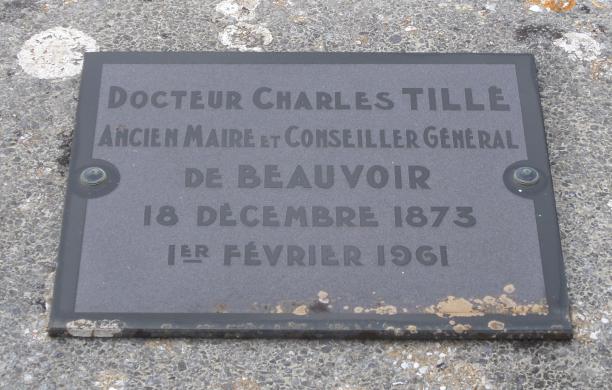 DOCTEUR CHARLES TILLÉ
ANCIEN MAIRE ET CONSEILLER GÉNÉRAL
DE BEAUVOIR
18 DÉCEMBRE 1873
1ER FÉVRIER 1961